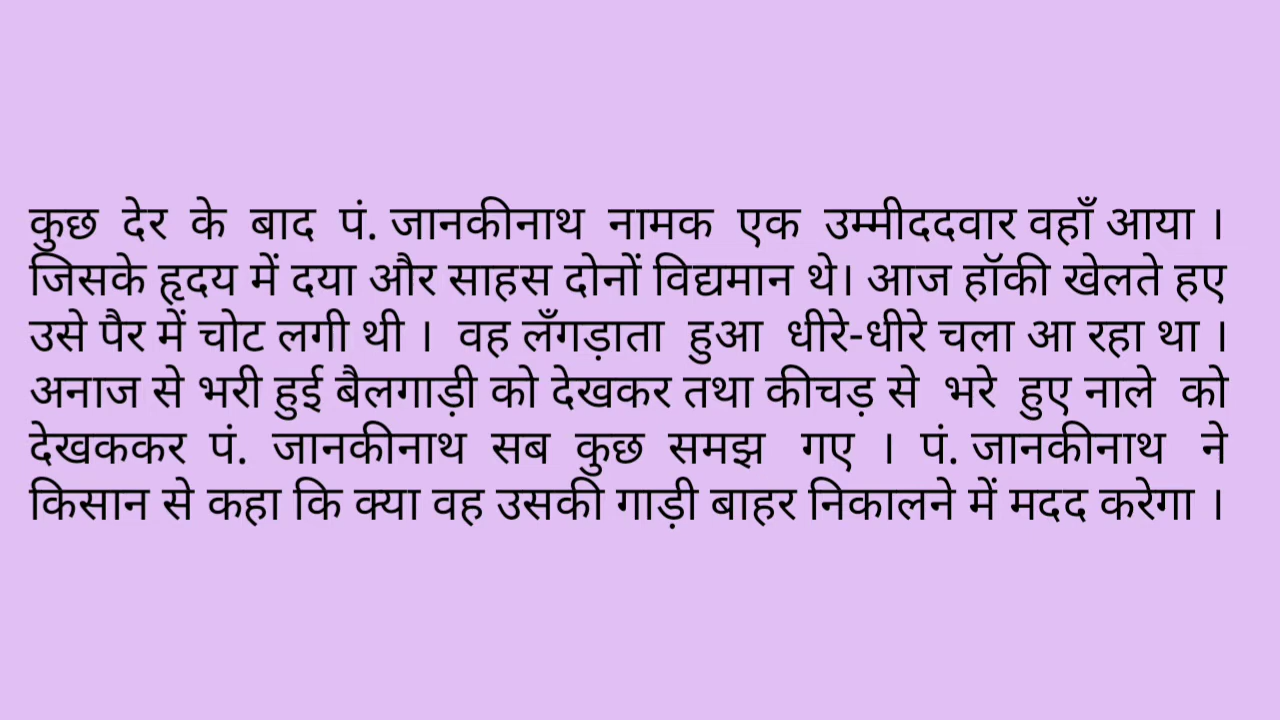 कुछ देर के बाद पं. जानकीनाथ नामक एक उम्मीददवार वहाँ आया ।
जिसके हृदय में दया और साहस दोनों विद्यमान थे। आज हॉकी खेलते हए
उसे पैर में चोट लगी थी । वह लँगड़ाता हुआ धीरे-धीरे चला आ रहा था ।
अनाज से भरी हुई बैलगाड़ी को देखकर तथा कीचड़ से भरे हुए नाले को
देखककर पं. जानकीनाथ सब कुछ समझ गए । पं. जानकीनाथ ने
किसान से कहा कि क्या वह उसकी गाड़ी बाहर निकालने में मदद करेगा ।